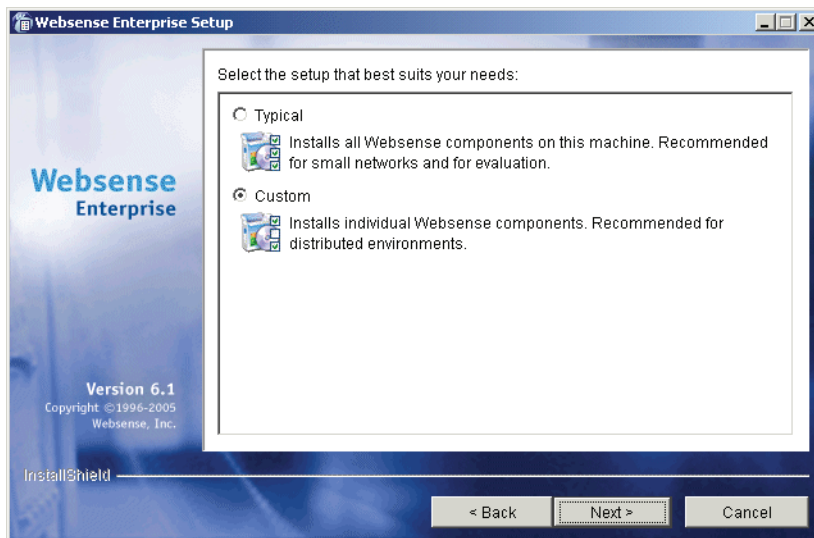 Websense Enterprise Setup
Select the setup that best suits your needs:
Typical
Installs all Websense components on this machine. Recommended
for small networks and for evaluation.
Custom
Installs individual Websense components. Recommended for
distributed environments.
Websense
Enterprise
Version 6.1
Copyright ©1996-2005
Websense, Inc.
InstallShield
< Back
Next >
Cancel